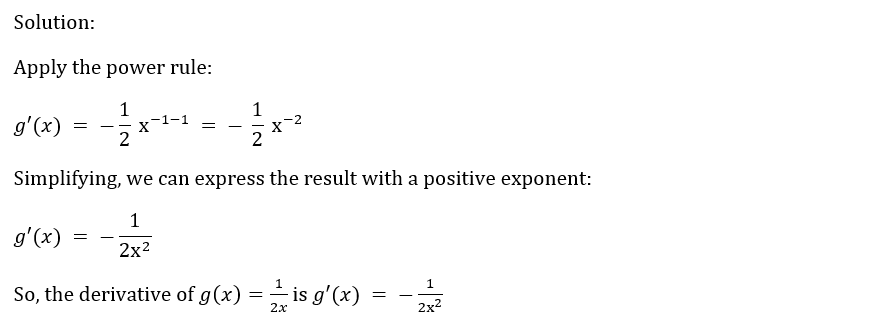 Solution:
Apply the power rule:
g′(x) = −1/2 x⁻¹⁻¹ = −1/2 x⁻²
Simplifying, we can express the result with a positive exponent:
g′(x) = −1/2x²
So, the derivative of g(x) = 1/2x is g′(x) = −1/2x²